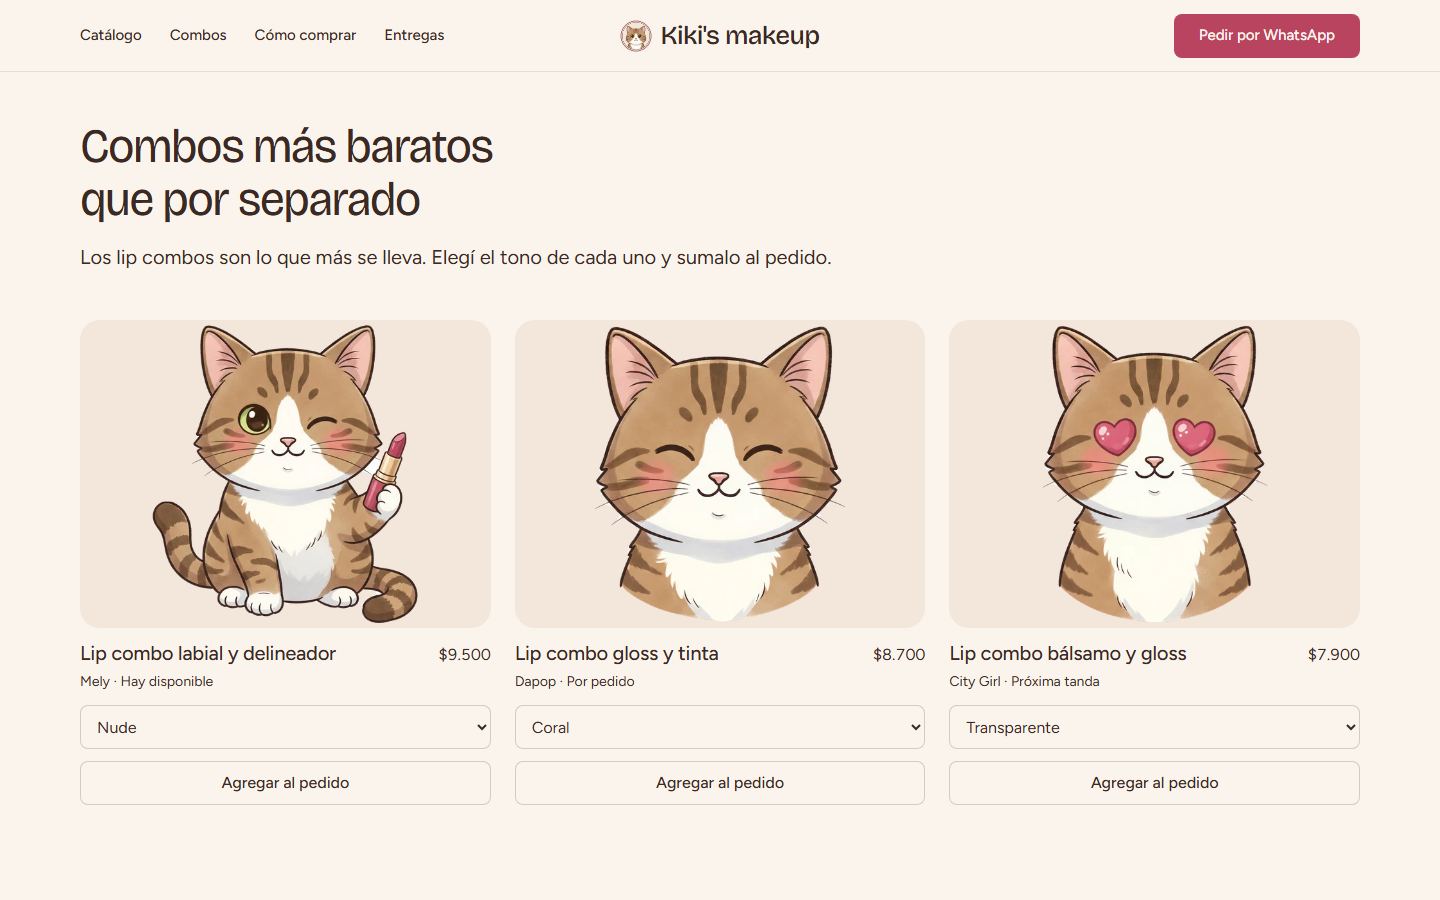 Catálogo
Combos
Cómo comprar
Entregas
Kiki's makeup
Pedir por WhatsApp
Combos más baratos
que por separado
Los lip combos son lo que más se lleva. Elegí el tono de cada uno y sumalo al pedido.
Lip combo labial y delineador
$9.500
Mely · Hay disponible
Nude
Agregar al pedido
Lip combo gloss y tinta
$8.700
Dapop · Por pedido
Coral
Agregar al pedido
Lip combo bálsamo y gloss
$7.900
City Girl · Próxima tanda
Transparente
Agregar al pedido